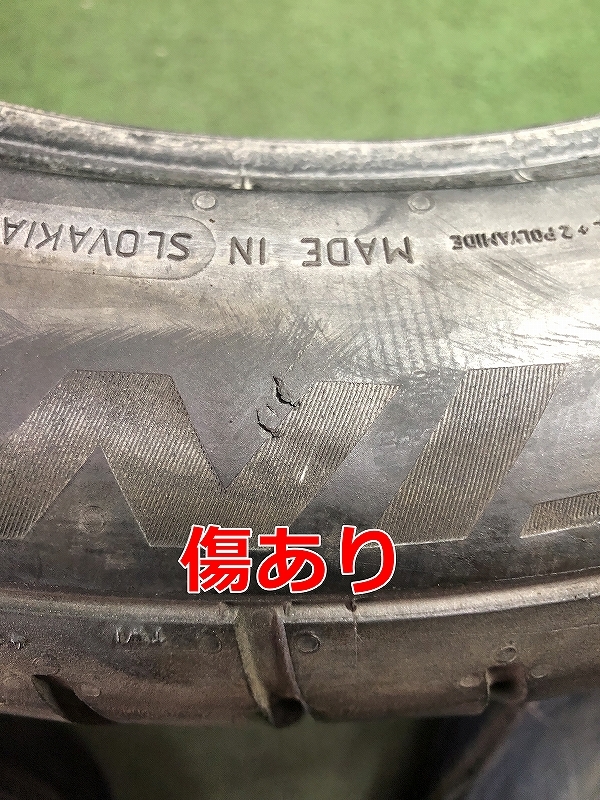 L + 2 POLYAMIDE
MADE IN SLOVAKIA
傷あり